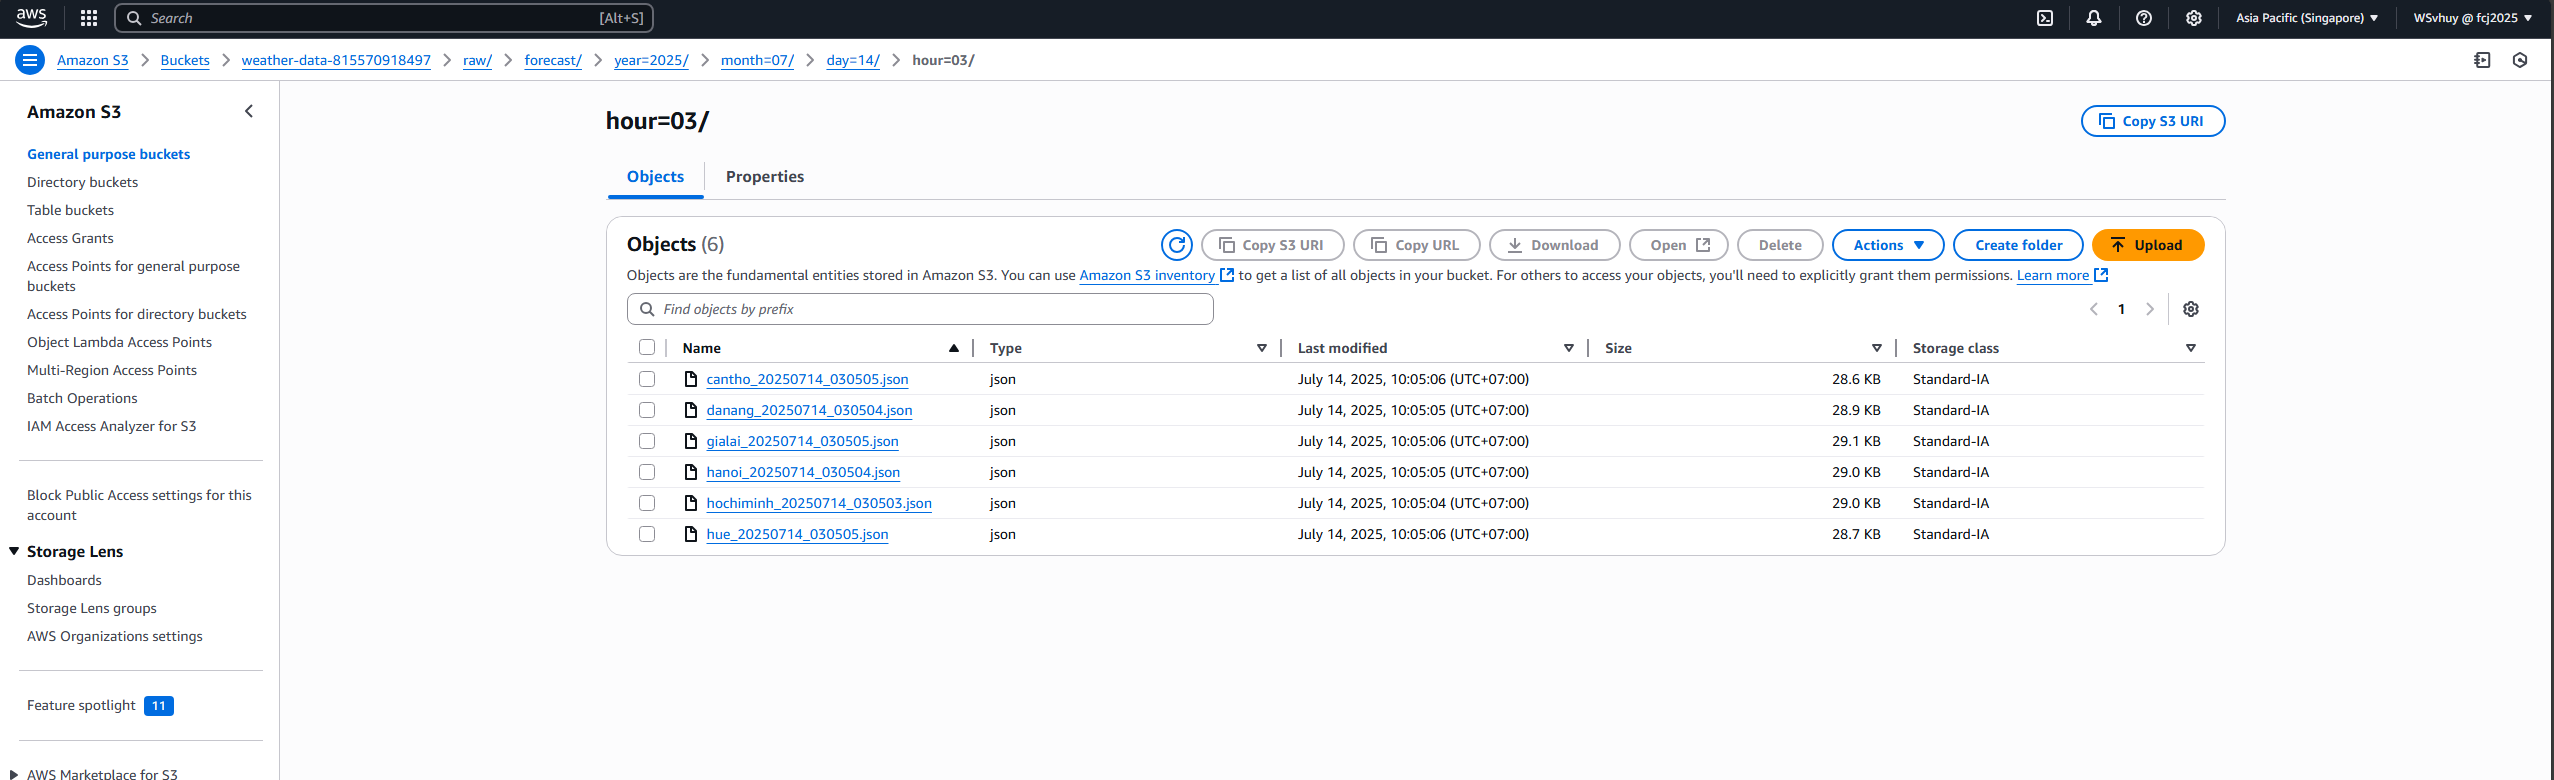 aws
Search [Alt+S]
Asia Pacific (Singapore)
WSvhuy @ fcj2025
Amazon S3
Buckets
weather-data-815570918497
raw/
forecast/
year=2025/
month=07/
day=14/
hour=03/
Amazon S3
General purpose buckets
Directory buckets
Table buckets
Access Grants
Access Points for general purpose
buckets
Access Points for directory buckets
Object Lambda Access Points
Multi-Region Access Points
Batch Operations
IAM Access Analyzer for S3
Block Public Access settings for this
account
Storage Lens
Dashboards
Storage Lens groups
AWS Organizations settings
Feature spotlight 11
AWS Marketplace for S3
hour=03/
Copy S3 URI
Objects
Properties
Objects (6)
Copy S3 URI
Copy URL
Download
Open
Delete
Actions
Create folder
Upload
Objects are the fundamental entities stored in Amazon S3. You can use Amazon S3 inventory to get a list of all objects in your bucket. For others to access your objects, you'll need to explicitly grant them permissions. Learn more
Find objects by prefix
1
Name Type Last modified Size Storage class
cantho_20250714_030505.json json July 14, 2025, 10:05:06 (UTC+07:00) 28.6 KB Standard-IA
danang_20250714_030504.json json July 14, 2025, 10:05:05 (UTC+07:00) 28.9 KB Standard-IA
gialai_20250714_030505.json json July 14, 2025, 10:05:06 (UTC+07:00) 29.1 KB Standard-IA
hanoi_20250714_030504.json json July 14, 2025, 10:05:05 (UTC+07:00) 29.0 KB Standard-IA
hochiminh_20250714_030503.json json July 14, 2025, 10:05:04 (UTC+07:00) 29.0 KB Standard-IA
hue_20250714_030505.json json July 14, 2025, 10:05:06 (UTC+07:00) 28.7 KB Standard-IA